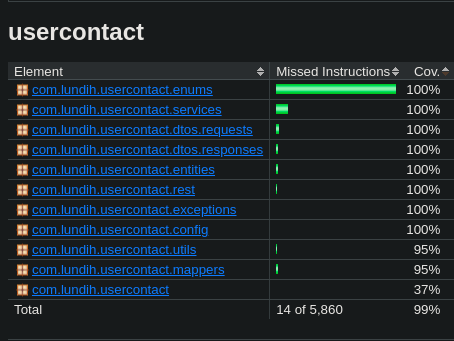 usercontact
Element Missed Instructions Cov.
com.lundih.usercontact.enums 100%
com.lundih.usercontact.services 100%
com.lundih.usercontact.dtos.requests 100%
com.lundih.usercontact.dtos.responses 100%
com.lundih.usercontact.entities 100%
com.lundih.usercontact.rest 100%
com.lundih.usercontact.exceptions 100%
com.lundih.usercontact.config 100%
com.lundih.usercontact.utils 95%
com.lundih.usercontact.mappers 95%
com.lundih.usercontact 37%
Total 14 of 5,860 99%